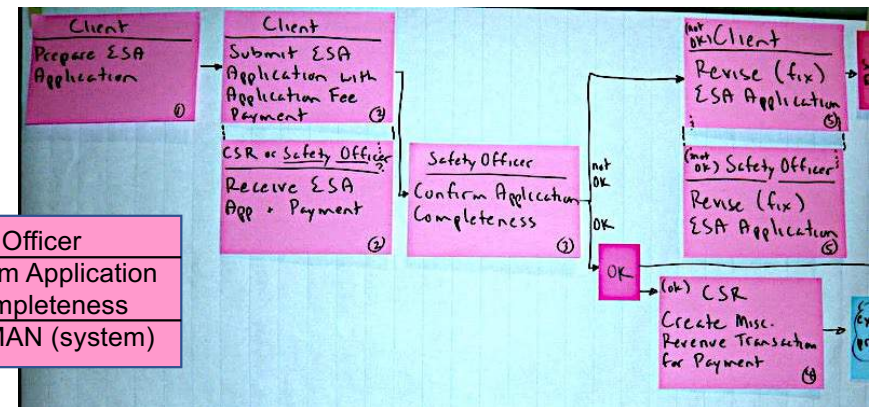 Client
Prepare ESA
Application
①
Client
Submit ESA
Application with
Application Fee
Payment
②
CSR or Safety Officer
?
Receive ESA
App + Payment
②
Safety Officer
Confirm Application
Completeness
③
not
OK
OK
OK
(not
OK) Client
Revise (fix)
ESA Application
⑤
(not
OK) Safety Officer
Revise (fix)
ESA Application
⑤
(ok) CSR
Create Misc.
Revenue Transaction
for Payment
④
Officer
m Application
mpleteness
MAN (system)